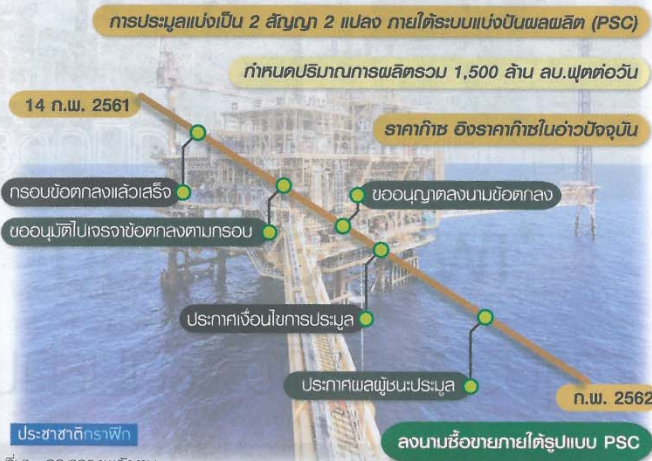 การประมูลแบ่งเป็น 2 สัญญา 2 แปลง ภายใต้ระบบแบ่งปันผลผลิต (PSC)
กำหนดปริมาณการผลิตรวม 1,500 ล้าน ลบ.ฟุตต่อวัน
14 ก.พ. 2561
ราคาก๊าซ อิงราคาก๊าซในอ่าวปัจจุบัน
กรอบข้อตกลงแล้วเสร็จ
ขออนุญาตลงนามข้อตกลง
ขออนุมัติไปเจรจาข้อตกลงตามกรอบ
ประกาศเงื่อนไขการประมูล
ประกาศผลผู้ชนะประมูล
ก.พ. 2562
ประชาชาติกราฟิก
ลงนามซื้อขายภายใต้รูปแบบ PSC